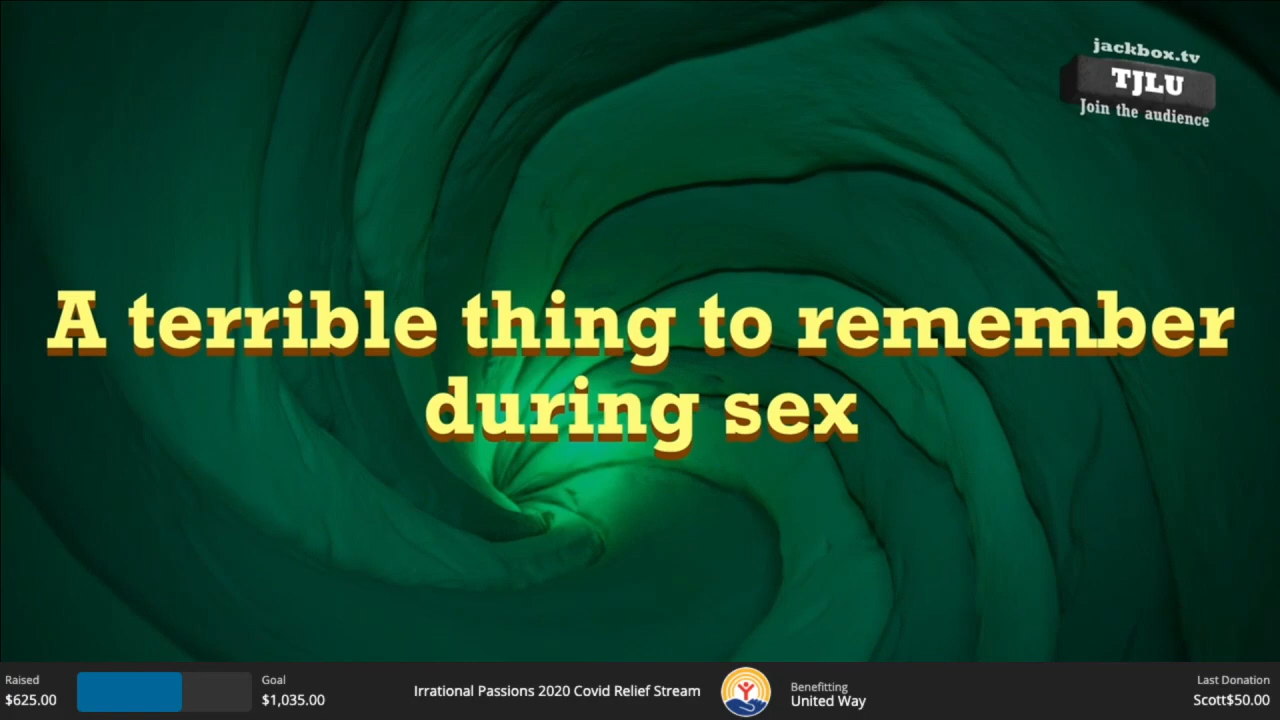 jackbox.tv
TJLU
Join the audience
A terrible thing to remember
during sex
Raised
$625.00
Goal
$1,035.00
Irrational Passions 2020 Covid Relief Stream
Benefitting
United Way
Last Donation
Scott$50.00